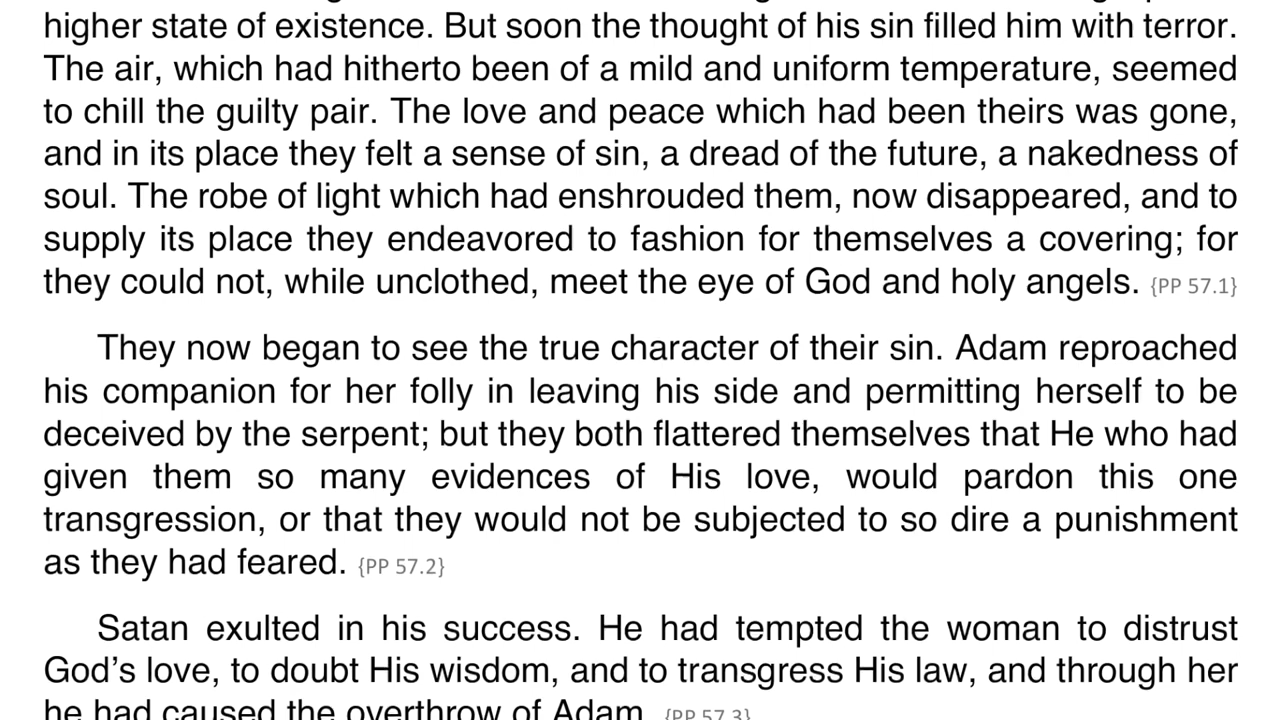 higher state of existence. But soon the thought of his sin filled him with terror.
The air, which had hitherto been of a mild and uniform temperature, seemed
to chill the guilty pair. The love and peace which had been theirs was gone,
and in its place they felt a sense of sin, a dread of the future, a nakedness of
soul. The robe of light which had enshrouded them, now disappeared, and to
supply its place they endeavored to fashion for themselves a covering; for
they could not, while unclothed, meet the eye of God and holy angels. {PP 57.1}
They now began to see the true character of their sin. Adam reproached
his companion for her folly in leaving his side and permitting herself to be
deceived by the serpent; but they both flattered themselves that He who had
given them so many evidences of His love, would pardon this one
transgression, or that they would not be subjected to so dire a punishment
as they had feared. {PP 57.2}
Satan exulted in his success. He had tempted the woman to distrust
God’s love, to doubt His wisdom, and to transgress His law, and through her
he had caused the overthrow of Adam. {PP 57.3}